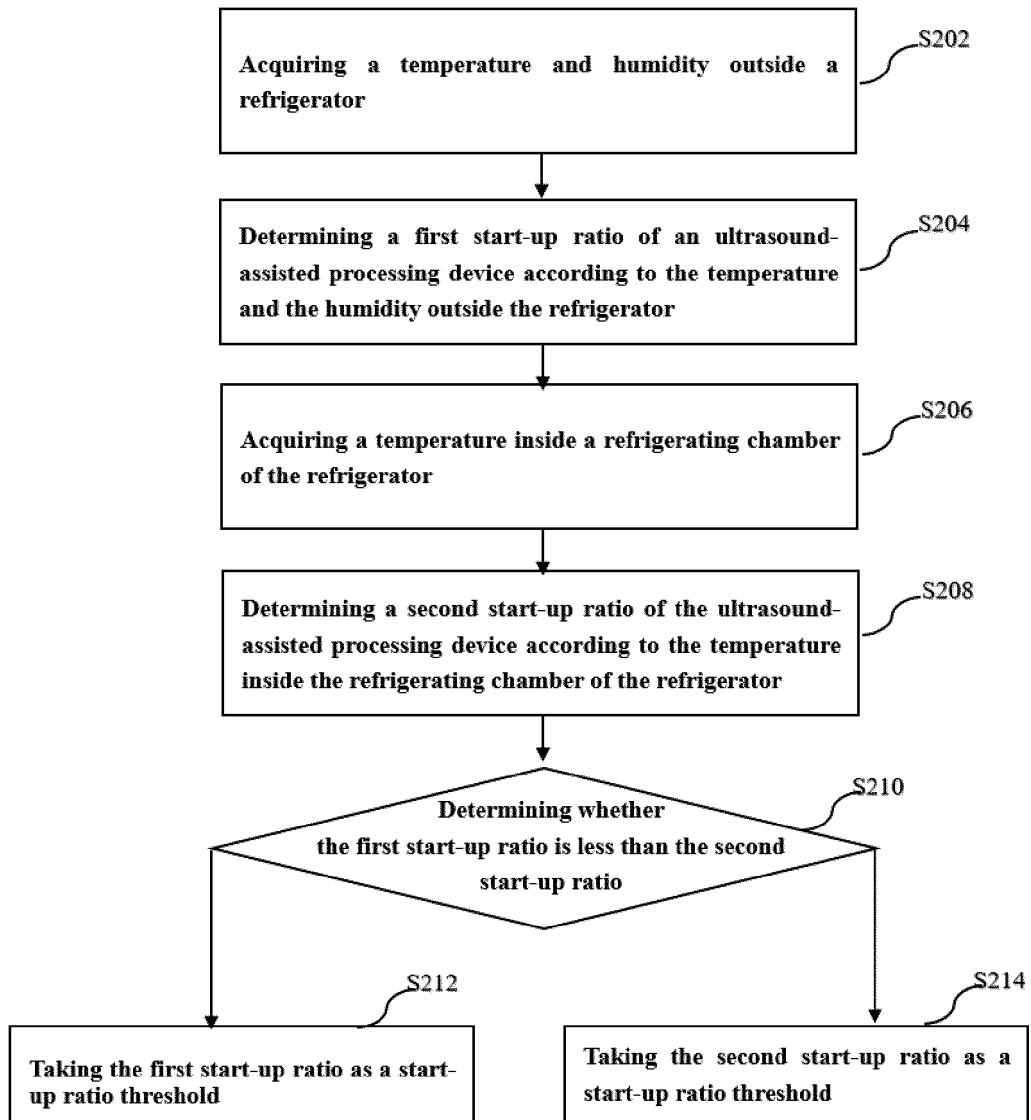 S202
Acquiring a temperature and humidity outside a
refrigerator
S204
Determining a first start-up ratio of an ultrasound-
assisted processing device according to the temperature
and the humidity outside the refrigerator
S206
Acquiring a temperature inside a refrigerating chamber
of the refrigerator
S208
Determining a second start-up ratio of the ultrasound-
assisted processing device according to the temperature
inside the refrigerating chamber of the refrigerator
S210
Determining whether
the first start-up ratio is less than the second
start-up ratio
S212
Taking the first start-up ratio as a start-
up ratio threshold
S214
Taking the second start-up ratio as a
start-up ratio threshold